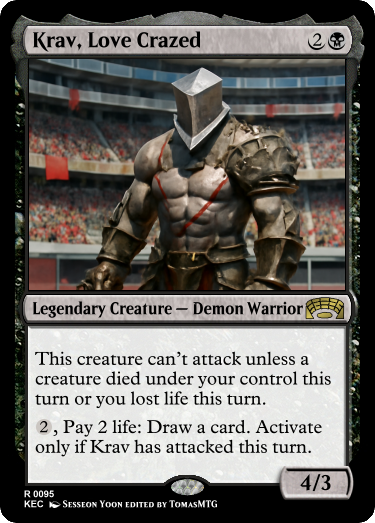 Krav, Love Crazed 2
Legendary Creature — Demon Warrior
This creature can't attack unless a
creature died under your control this
turn or you lost life this turn.
2, Pay 2 life: Draw a card. Activate
only if Krav has attacked this turn.
4/3
R 0095
KEC Sesseon Yoon edited by TomasMTG